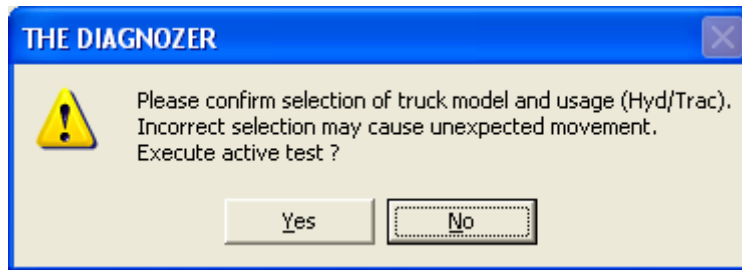 THE DIAGNOZER
Please confirm selection of truck model and usage (Hyd/Trac).
Incorrect selection may cause unexpected movement.
Execute active test ?
Yes
No